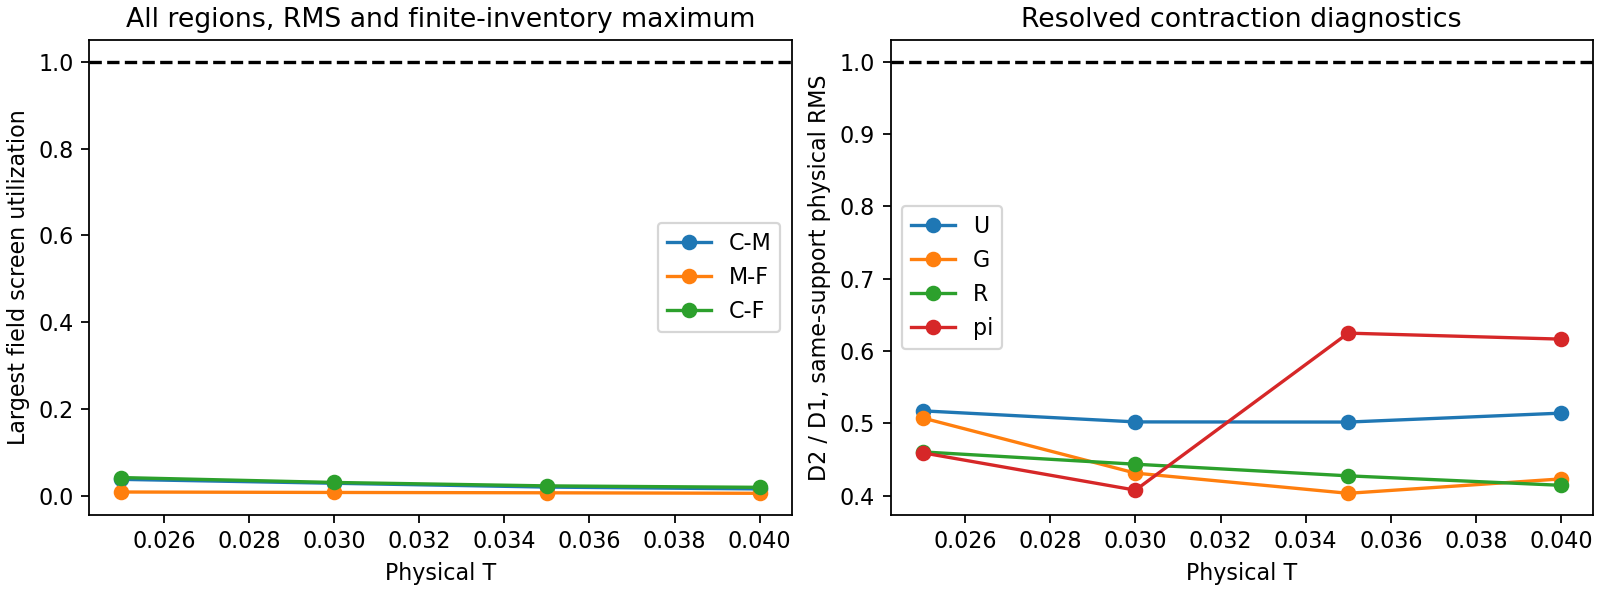 All regions, RMS and finite-inventory maximum
Largest field screen utilization
1.0
0.8
0.6
0.4
0.2
0.0
C-M
M-F
C-F
0.026 0.028 0.030 0.032 0.034 0.036 0.038 0.040
Physical T
Resolved contraction diagnostics
D2 / D1, same-support physical RMS
1.0
0.9
0.8
0.7
0.6
0.5
0.4
U
G
R
pi
0.026 0.028 0.030 0.032 0.034 0.036 0.038 0.040
Physical T